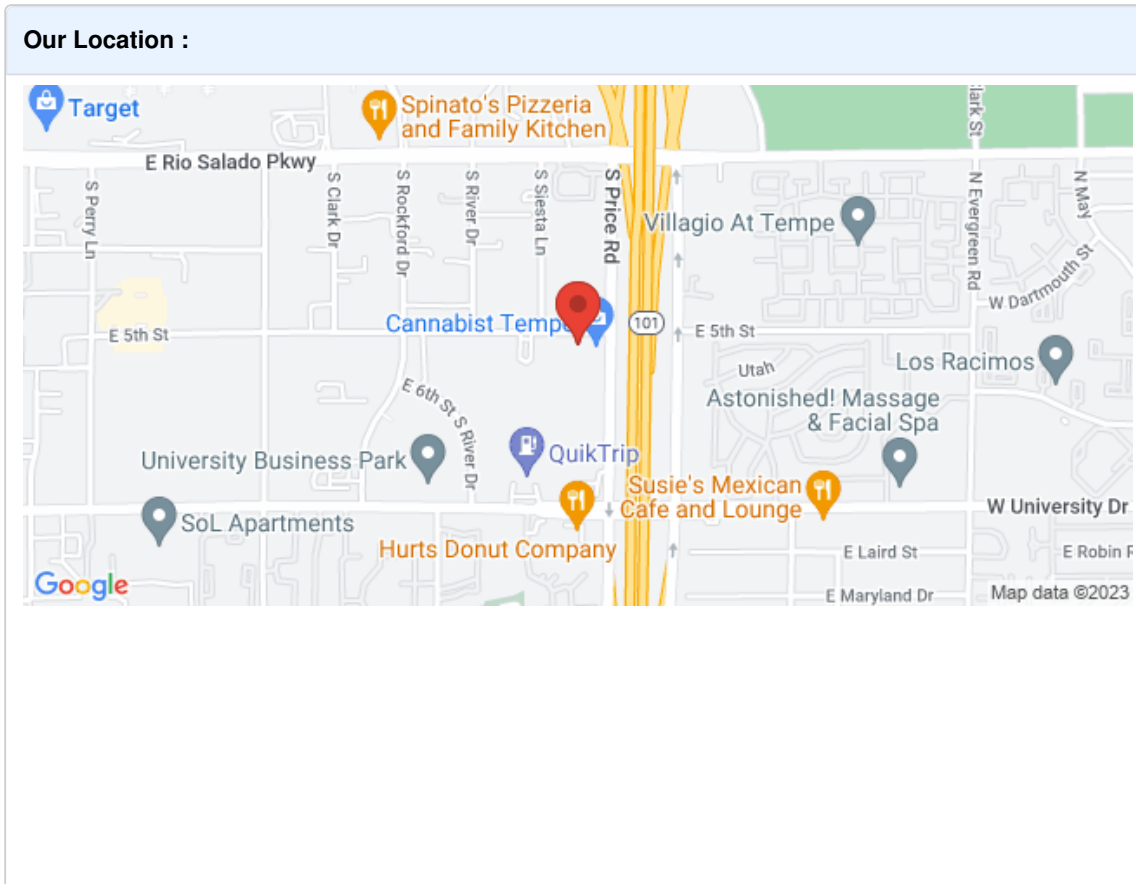 Our Location :
Target
Spinato's Pizzeria
and Family Kitchen
E Rio Salado Pkwy
S Perry Ln
S Clark Dr
S Rockford Dr
S River Dr
S Siesta Ln
S Price Rd
lark St
N Evergreen Rd
N May
Villagio At Tempe
W Dartmouth St
Cannabist Tempe
101
E 5th St
E 5th St
Utah
Los Racimos
Astonished! Massage
& Facial Spa
E 6th St
S River Dr
University Business Park
QuikTrip
Susie's Mexican
Cafe and Lounge
W University Dr
SoL Apartments
Hurts Donut Company
E Laird St
E Robin R
E Maryland Dr
Google
Map data ©2023